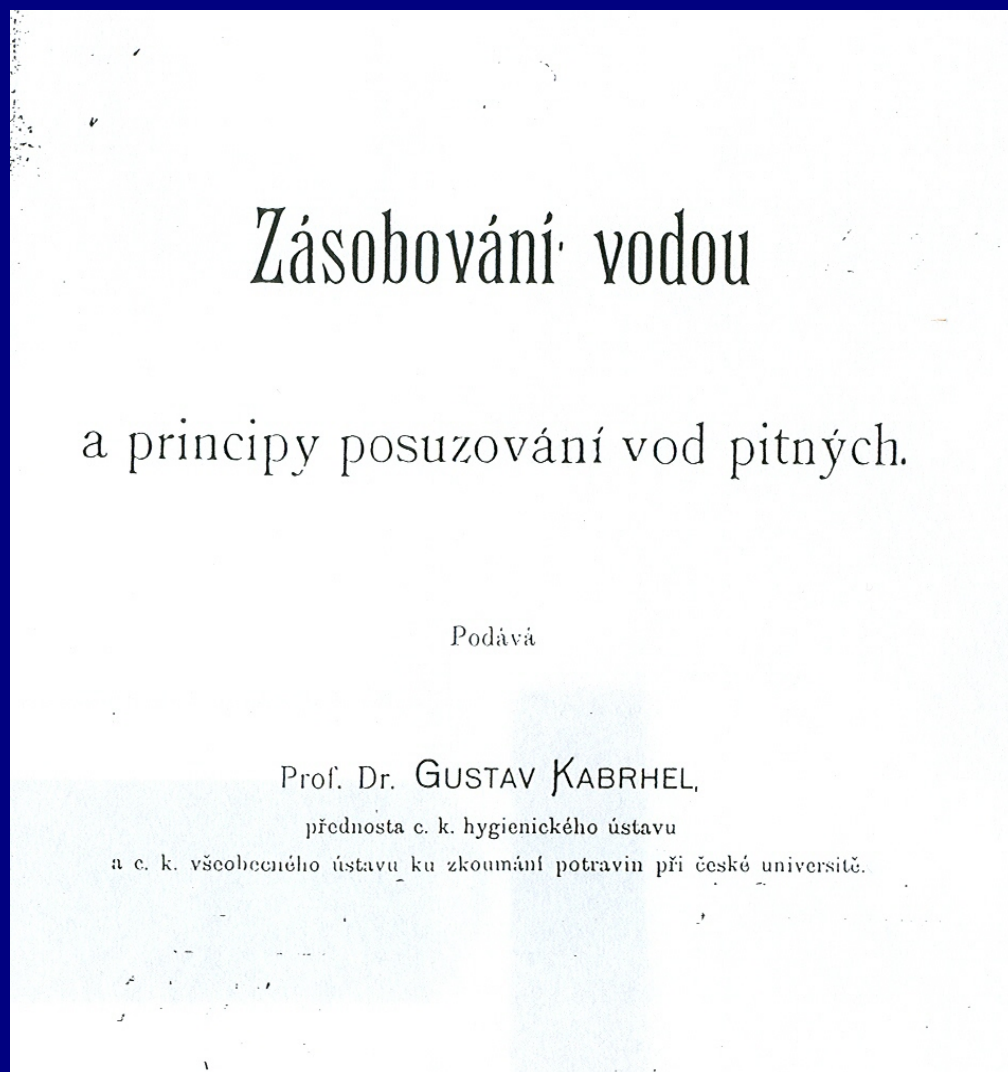 Zásobování vodou
a principy posuzování vod pitných.
Podává
Prof. Dr. GUSTAV KABRHEL,
přednosta c. k. hygienického ústavu
a c. k. všeobecného ústavu ku zkoumání potravin při české universitě.